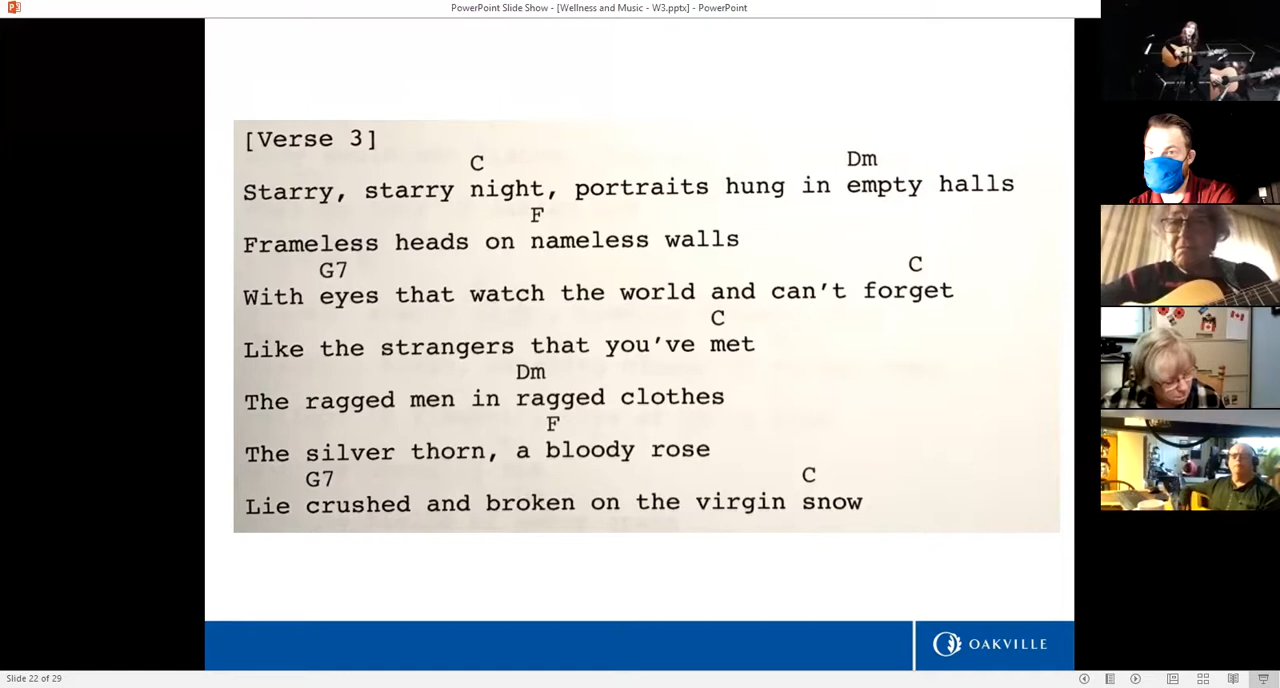 PowerPoint Slide Show - [Wellness and Music - W3.pptx] - PowerPoint
[Verse 3]
C Dm
Starry, starry night, portraits hung in empty halls
F
Frameless heads on nameless walls
G7 C
With eyes that watch the world and can't forget
C
Like the strangers that you've met
Dm
The ragged men in ragged clothes
F
The silver thorn, a bloody rose
G7 C
Lie crushed and broken on the virgin snow
OAKVILLE
Slide 22 of 29